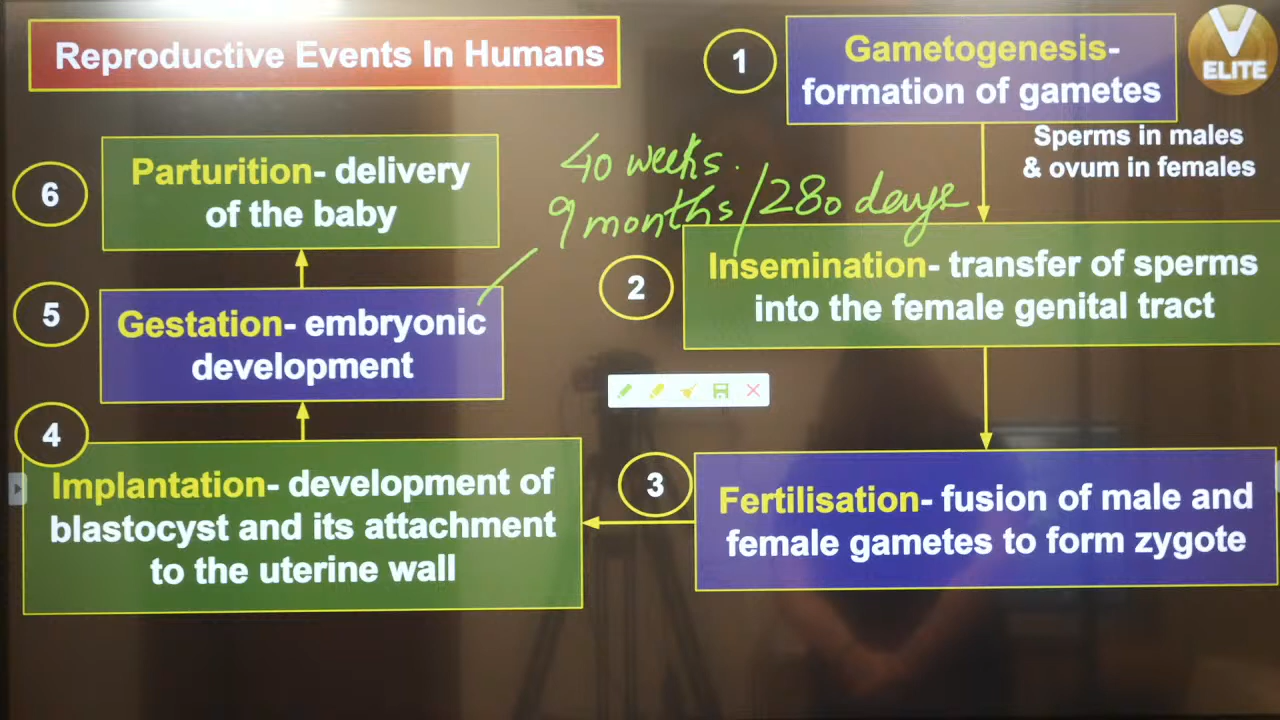 Reproductive Events In Humans
1
Gametogenesis-
formation of gametes
Sperms in males
& ovum in females
2
Insemination- transfer of sperms
into the female genital tract
3
Fertilisation- fusion of male and
female gametes to form zygote
4
Implantation- development of
blastocyst and its attachment
to the uterine wall
5
Gestation- embryonic
development
40 weeks.
9 months/280 days
6
Parturition- delivery
of the baby
V
ELITE